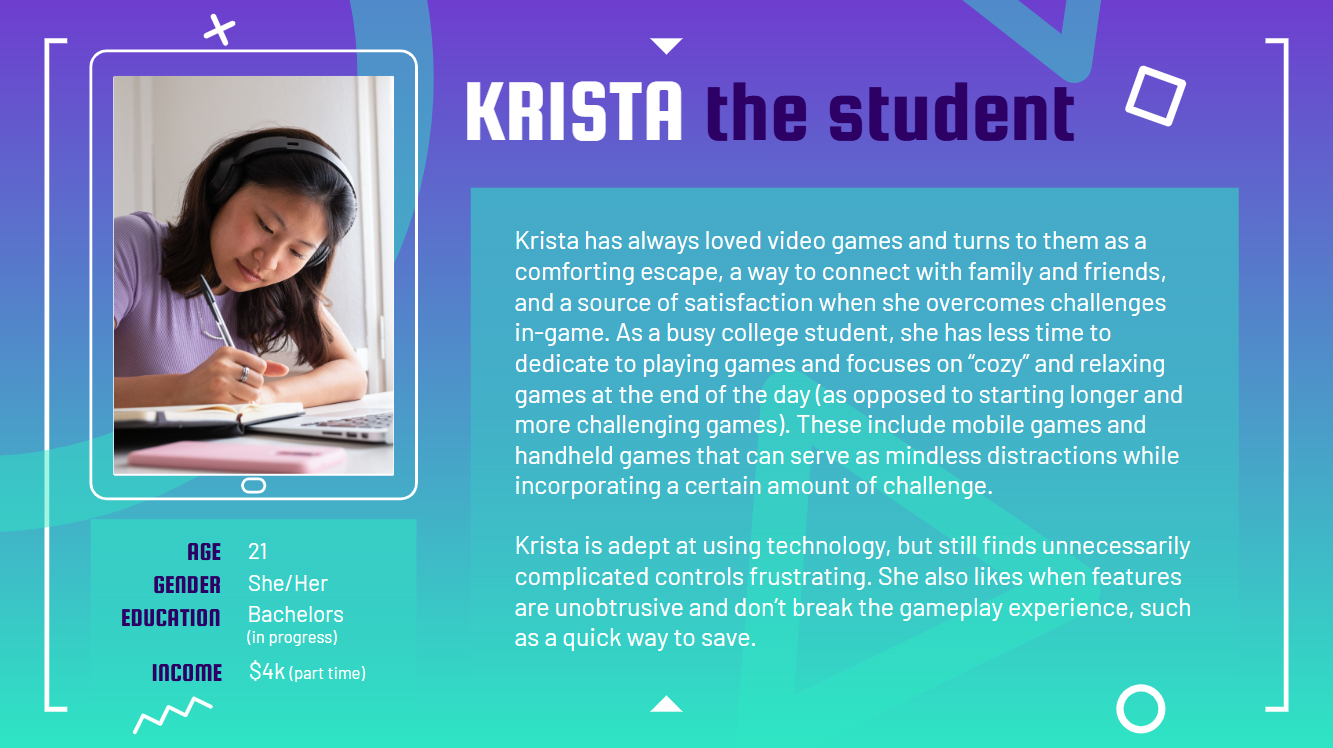 KRISTA the student
Krista has always loved video games and turns to them as a
comforting escape, a way to connect with family and friends,
and a source of satisfaction when she overcomes challenges
in-game. As a busy college student, she has less time to
dedicate to playing games and focuses on “cozy” and relaxing
games at the end of the day (as opposed to starting longer and
more challenging games). These include mobile games and
handheld games that can serve as mindless distractions while
incorporating a certain amount of challenge.
Krista is adept at using technology, but still finds unnecessarily
complicated controls frustrating. She also likes when features
are unobtrusive and don’t break the gameplay experience, such
as a quick way to save.
AGE 21
GENDER She/Her
EDUCATION Bachelors
(in progress)
INCOME $4k (part time)